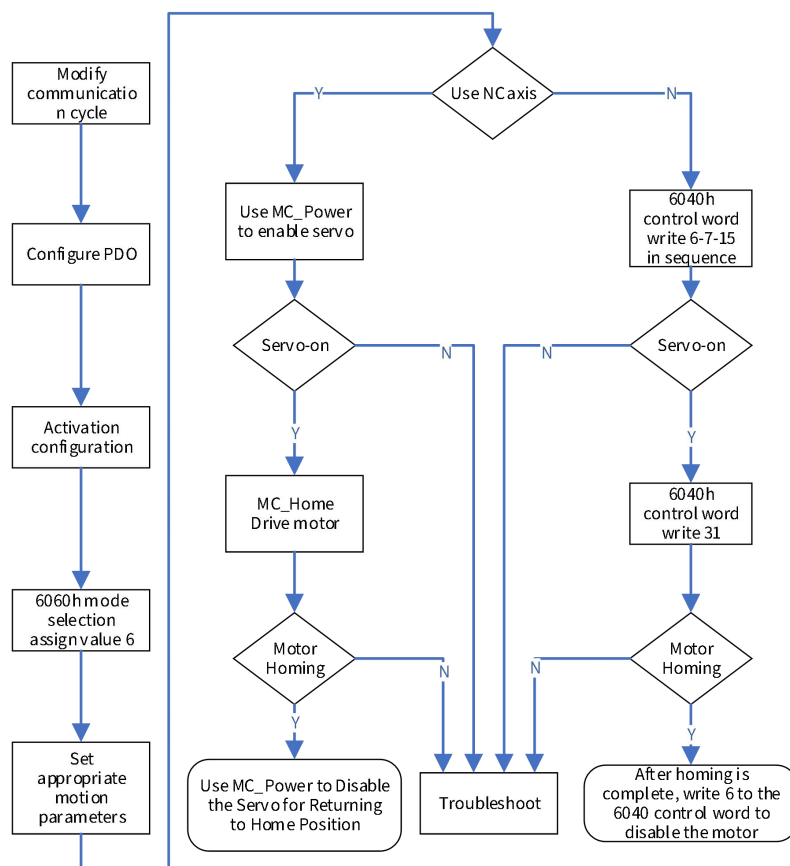 Modify
communicatio
n cycle
Configure PDO
Activation
configuration
6060h mode
selection
assign value 6
Set
appropriate
motion
parameters
Use NC axis
Y
N
Use MC_Power
to enable servo
Servo-on
N
Y
MC_Home
Drive motor
Motor
Homing
N
Y
Use MC_Power to Disable
the Servo for Returning
to Home Position
6040h
control word
write 6-7-15
in sequence
Servo-on
N
Y
6040h
control word
write 31
Motor
Homing
N
Y
After homing is
complete, write 6 to the
6040 control word to
disable the motor
Troubleshoot